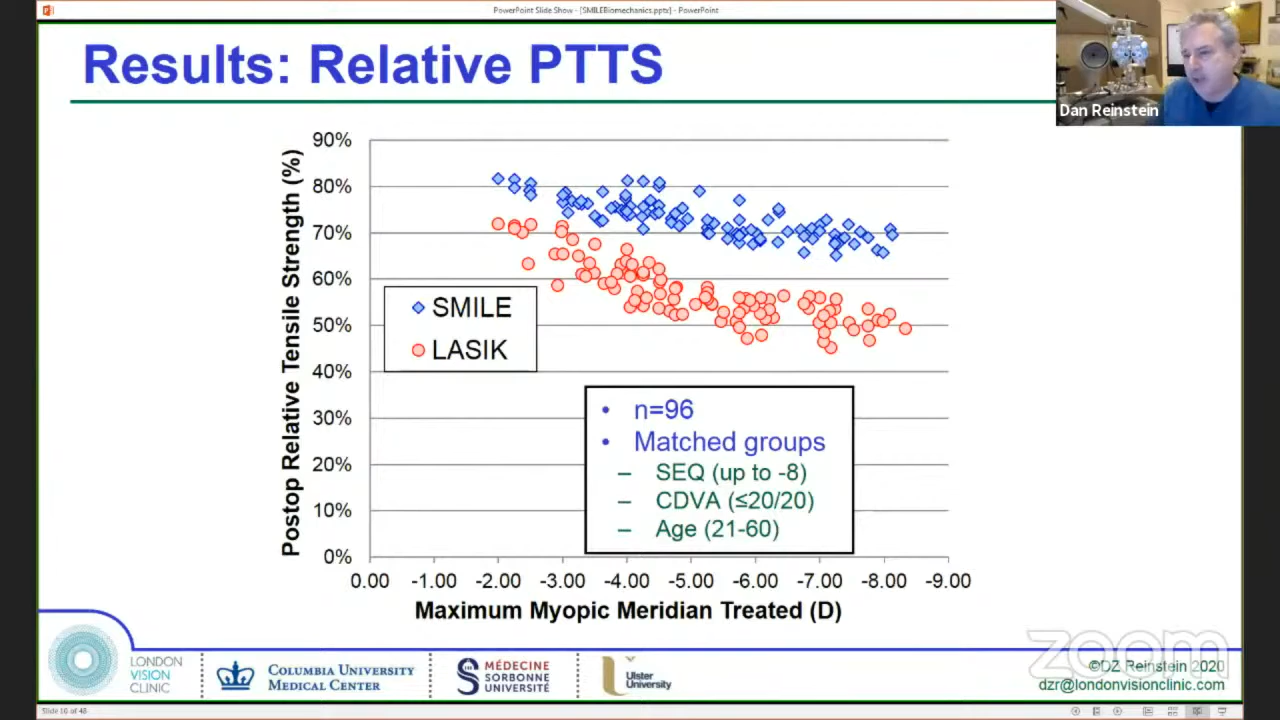 PowerPoint Slide Show - [SMILEBiomechanics.pptx] - PowerPoint
Results: Relative PTTS
Dan Reinstein
Postop Relative Tensile Strength (%)
90%
80%
70%
60%
50%
40%
30%
20%
10%
0%
SMILE
LASIK
• n=96
• Matched groups
– SEQ (up to -8)
– CDVA (≤20/20)
– Age (21-60)
0.00 -1.00 -2.00 -3.00 -4.00 -5.00 -6.00 -7.00 -8.00 -9.00
Maximum Myopic Meridian Treated (D)
LONDON
VISION
CLINIC
COLUMBIA UNIVERSITY
MEDICAL CENTER
MÉDECINE
SORBONNE
UNIVERSITÉ
Ulster
University
zoom
©DZ Reinstein 2020
dzr@londonvisionclinic.com
Slide 16 of 48